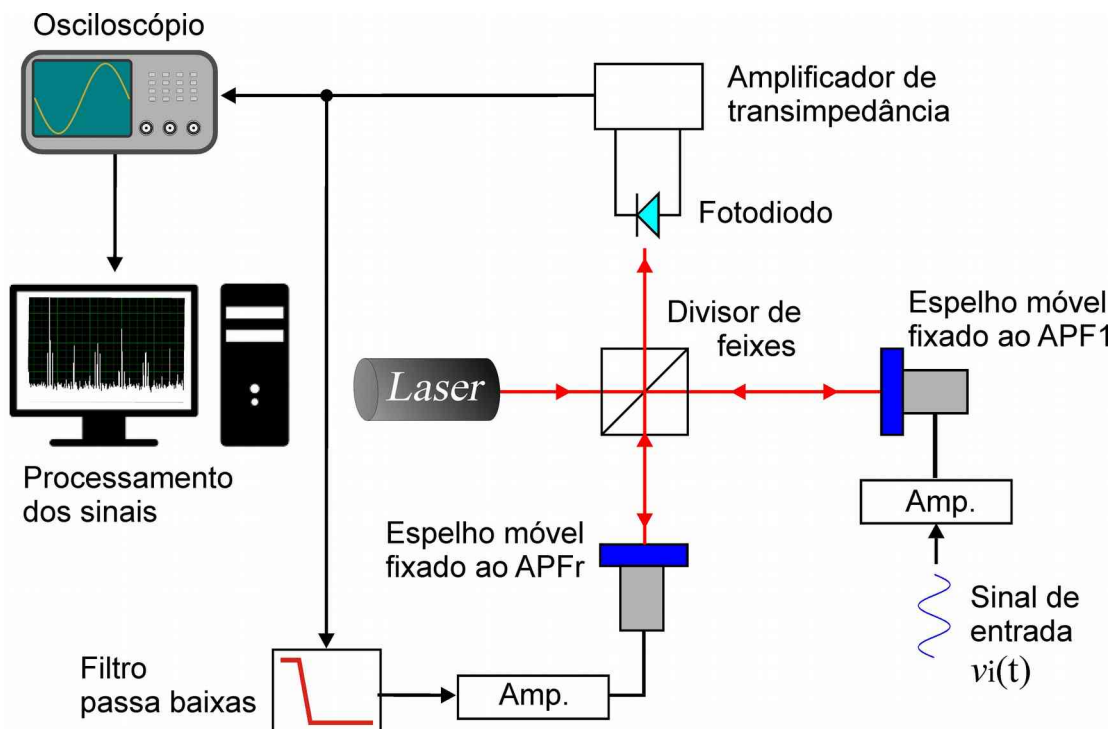 Osciloscópio
Amplificador de
transimpedância
Fotodiodo
Espelho móvel
fixado ao APF1
Divisor de
feixes
Laser
Processamento
dos sinais
Amp.
Espelho móvel
fixado ao APFr
Sinal de
entrada
vi(t)
Filtro
passa baixas
Amp.